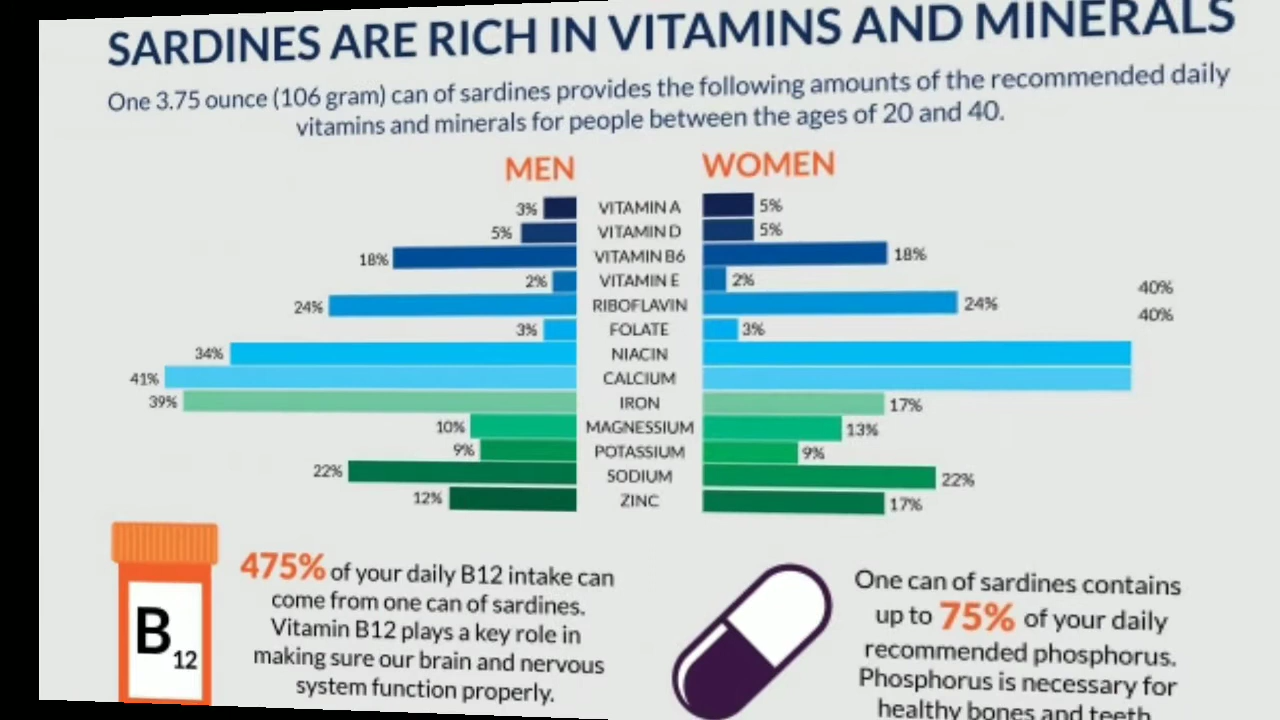 SARDINES ARE RICH IN VITAMINS AND MINERALS
One 3.75 ounce (106 gram) can of sardines provides the following amounts of the recommended daily
vitamins and minerals for people between the ages of 20 and 40.
MEN WOMEN
3% VITAMIN A 5%
5% VITAMIN D 5%
18% VITAMIN B6 18%
2% VITAMIN E 2%
24% RIBOFLAVIN 24%
40%
40%
3% FOLATE 3%
34% NIACIN
41% CALCIUM
39% IRON 17%
10% MAGNESSIUM 13%
9% POTASSIUM 9%
22% SODIUM 22%
12% ZINC 17%
B12
475% of your daily B12 intake can
come from one can of sardines.
Vitamin B12 plays a key role in
making sure our brain and nervous
system function properly.
One can of sardines contains
up to 75% of your daily
recommended phosphorus.
Phosphorus is necessary for
healthy bones and teeth